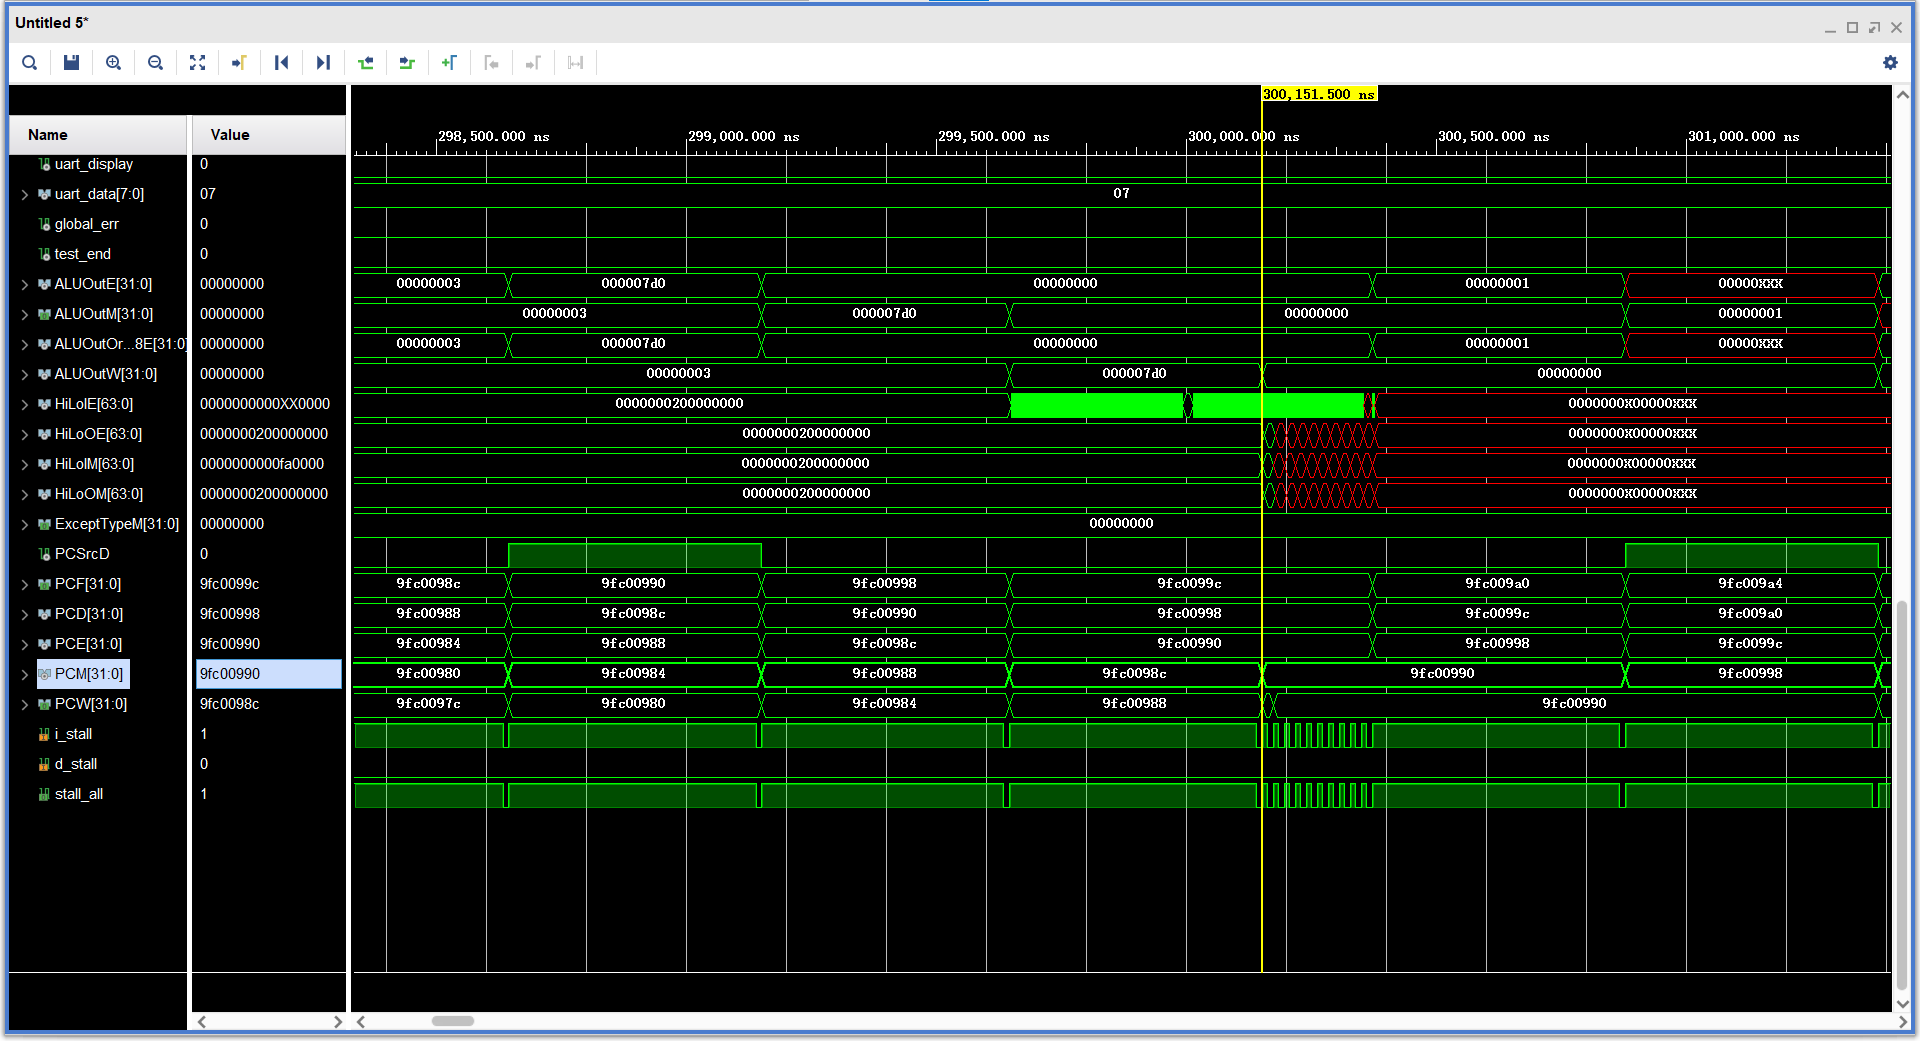 Untitled 5*
300,151.500 ns
Name
Value
298,500.000 ns
299,000.000 ns
299,500.000 ns
300,000.000 ns
300,500.000 ns
301,000.000 ns
uart_display 0
uart_data[7:0] 07 07
global_err 0
test_end 0
ALUOutE[31:0] 00000000 00000003 000007d0 00000000 00000001 00000XXX
ALUOutM[31:0] 00000000 00000003 000007d0 00000000 00000001
ALUOutOr...8E[31:0] 00000000 00000003 000007d0 00000000 00000001 00000XXX
ALUOutW[31:0] 00000000 00000003 000007d0 00000000
HiLoIE[63:0] 0000000000XX0000 0000000200000000 0000000X00000XXX
HiLoOE[63:0] 0000000200000000 0000000200000000 0000000X00000XXX
HiLoIM[63:0] 0000000000fa0000 0000000200000000 0000000X00000XXX
HiLoOM[63:0] 0000000200000000 0000000200000000 0000000X00000XXX
ExceptTypeM[31:0] 00000000 00000000
PCSrcD 0
PCF[31:0] 9fc0099c 9fc0098c 9fc00990 9fc00998 9fc0099c 9fc009a0 9fc009a4
PCD[31:0] 9fc00998 9fc00988 9fc0098c 9fc00990 9fc00998 9fc0099c 9fc009a0
PCE[31:0] 9fc00990 9fc00984 9fc00988 9fc0098c 9fc00990 9fc00998 9fc0099c
PCM[31:0] 9fc00990 9fc00980 9fc00984 9fc00988 9fc0098c 9fc00990 9fc00998
PCW[31:0] 9fc0098c 9fc0097c 9fc00980 9fc00984 9fc00988 9fc00990
i_stall 1
d_stall 0
stall_all 1